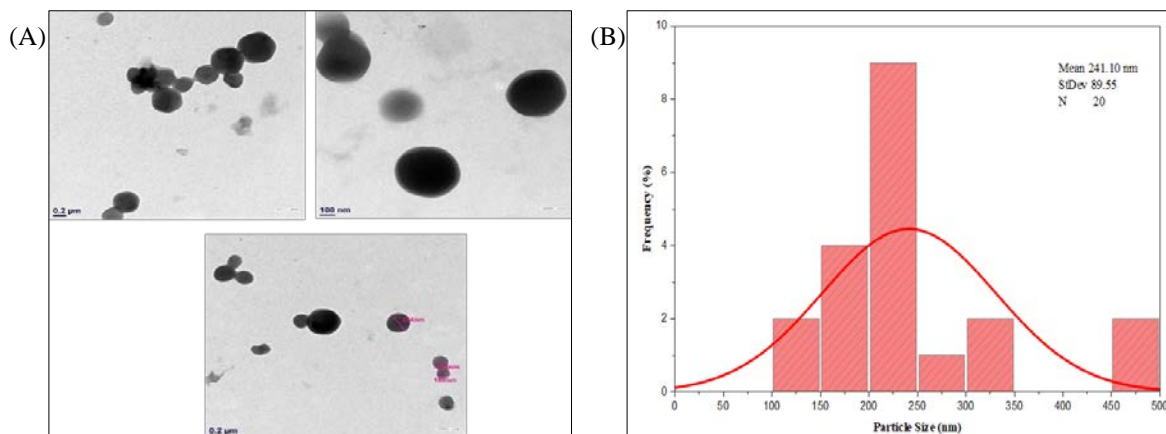 (A)
0.2 µm
100 nm
0.2 µm
(B)
Mean 241.10 nm
StDev 89.55
N 20
Frequency (%)
10
8
6
4
2
0
0 50 100 150 200 250 300 350 400 450 500
Particle Size (nm)